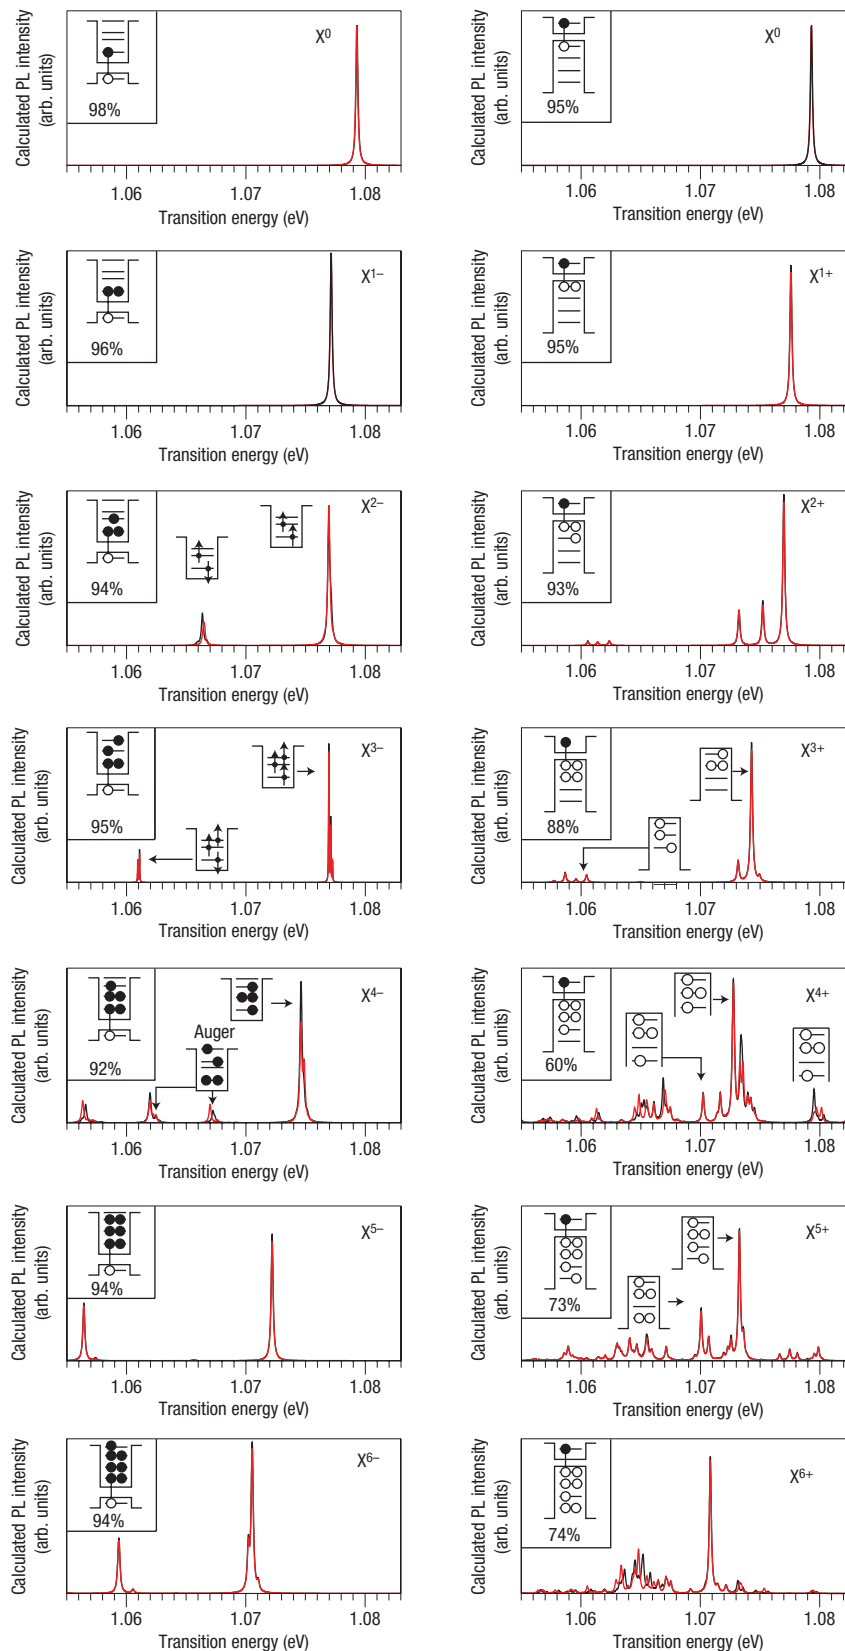 Calculated PL intensity
(arb. units)
X0
98%
1.06 1.07 1.08
Transition energy (eV)
Calculated PL intensity
(arb. units)
X0
95%
1.06 1.07 1.08
Transition energy (eV)
Calculated PL intensity
(arb. units)
X1–
96%
1.06 1.07 1.08
Transition energy (eV)
Calculated PL intensity
(arb. units)
X1+
95%
1.06 1.07 1.08
Transition energy (eV)
Calculated PL intensity
(arb. units)
X2–
94%
1.06 1.07 1.08
Transition energy (eV)
Calculated PL intensity
(arb. units)
X2+
93%
1.06 1.07 1.08
Transition energy (eV)
Calculated PL intensity
(arb. units)
X3–
95%
1.06 1.07 1.08
Transition energy (eV)
Calculated PL intensity
(arb. units)
X3+
88%
1.06 1.07 1.08
Transition energy (eV)
Calculated PL intensity
(arb. units)
X4–
Auger
92%
1.06 1.07 1.08
Transition energy (eV)
Calculated PL intensity
(arb. units)
X4+
60%
1.06 1.07 1.08
Transition energy (eV)
Calculated PL intensity
(arb. units)
X5–
94%
1.06 1.07 1.08
Transition energy (eV)
Calculated PL intensity
(arb. units)
X5+
73%
1.06 1.07 1.08
Transition energy (eV)
Calculated PL intensity
(arb. units)
X6–
94%
1.06 1.07 1.08
Transition energy (eV)
Calculated PL intensity
(arb. units)
X6+
74%
1.06 1.07 1.08
Transition energy (eV)